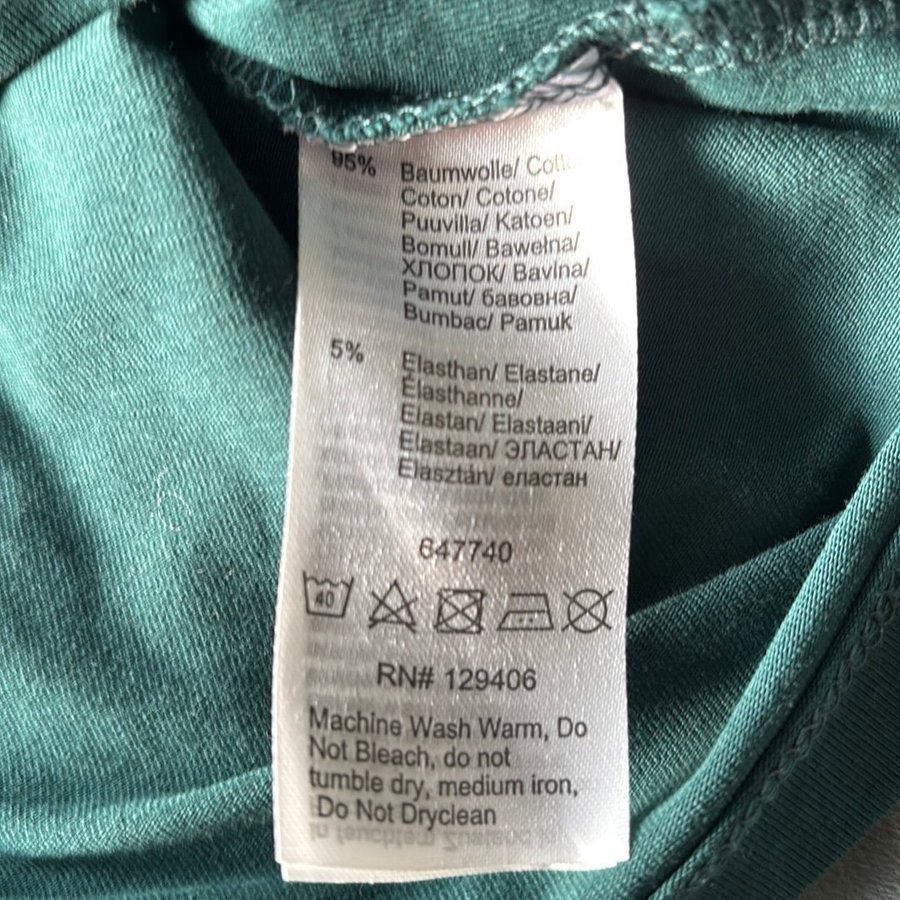 95% Baumwolle/ Cott
Coton/ Cotone/
Puuvilla/ Katoen/
Bomull/ Bawełna/
ХЛОПОК/ Bavlna/
Pamut/ бавовна/
Bumbac/ Pamuk
5% Elasthan/ Elastane/
Élasthanne/
Elastan/ Elastaani/
Elastaan/ ЭЛАСТАН/
Elasztán/ еластан
647740
40
RN# 129406
Machine Wash Warm, Do
Not Bleach, do not
tumble dry, medium iron,
Do Not Dryclean